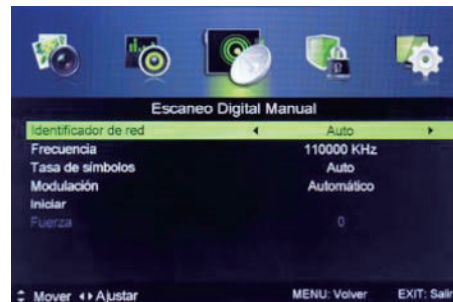 Escaneo Digital Manual
Identificador de red Auto
Frecuencia 110000 KHz
Tasa de símbolos Auto
Modulación Automático
Iniciar
Fuerza 0
Mover Ajustar MENU: Volver EXIT: Salir